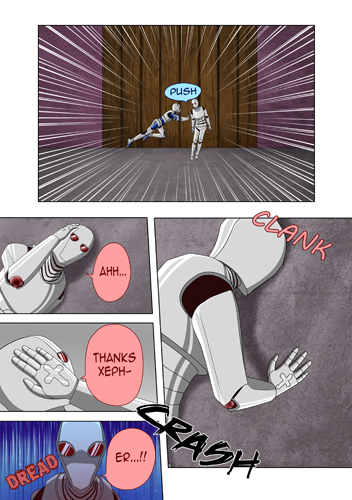 PUSH
CLANK
AHH...
THANKS
XEPH-
CRASH
ER...!!
DREAD